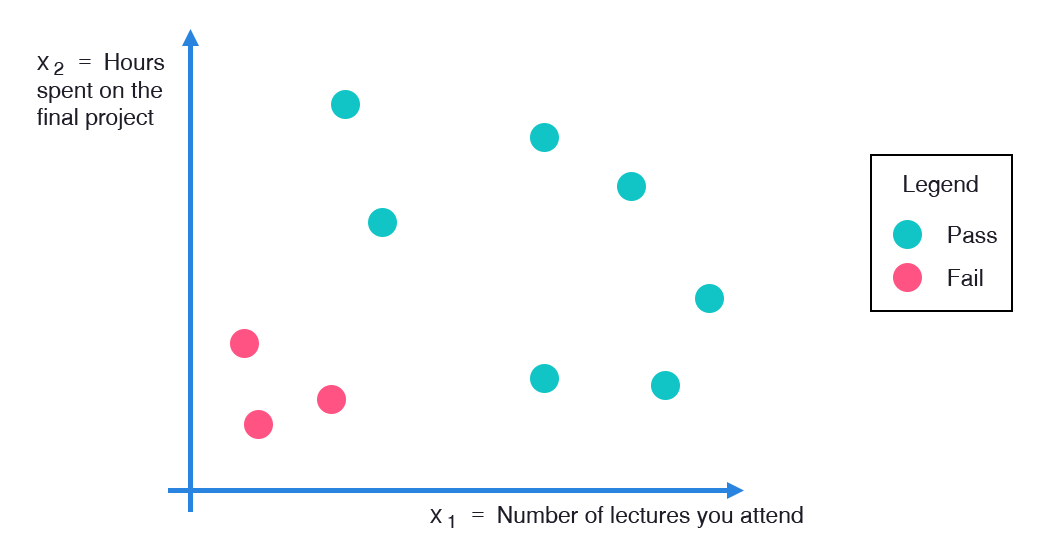 x 2 = Hours
spent on the
final project
Legend
Pass
Fail
x 1 = Number of lectures you attend